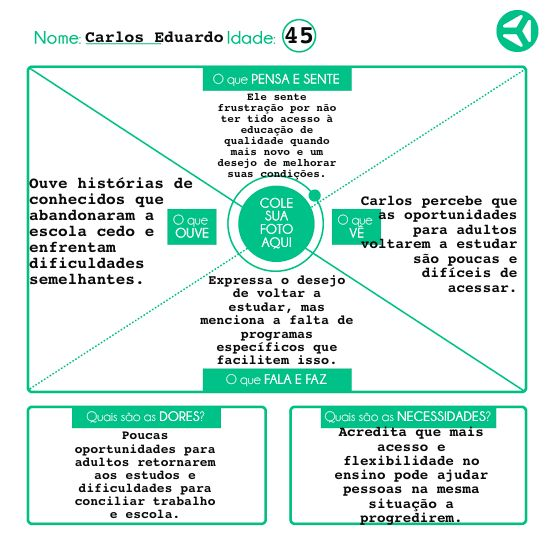 Nome: Carlos Eduardo Idade: 45
O que PENSA E SENTE
Ele sente
frustração por não
ter tido acesso à
educação de
qualidade quando
mais novo e um
desejo de melhorar
suas condições.
Ouve histórias de
conhecidos que
abandonaram a
escola cedo e
enfrentam
dificuldades
semelhantes.
O que
OUVE
COLE
SUA
FOTO
AQUI
O que
VÊ
Carlos percebe que
as oportunidades
para adultos
voltarem a estudar
são poucas e
difíceis de
acessar.
Expressa o desejo
de voltar a
estudar, mas
menciona a falta de
programas
específicos que
facilitem isso.
O que FALA E FAZ
Quais são as DORES?
Poucas
oportunidades para
adultos retornarem
aos estudos e
dificuldades para
conciliar trabalho
e escola.
Quais são as NECESSIDADES?
Acredita que mais
acesso e
flexibilidade no
ensino pode ajudar
pessoas na mesma
situação a
progredirem.